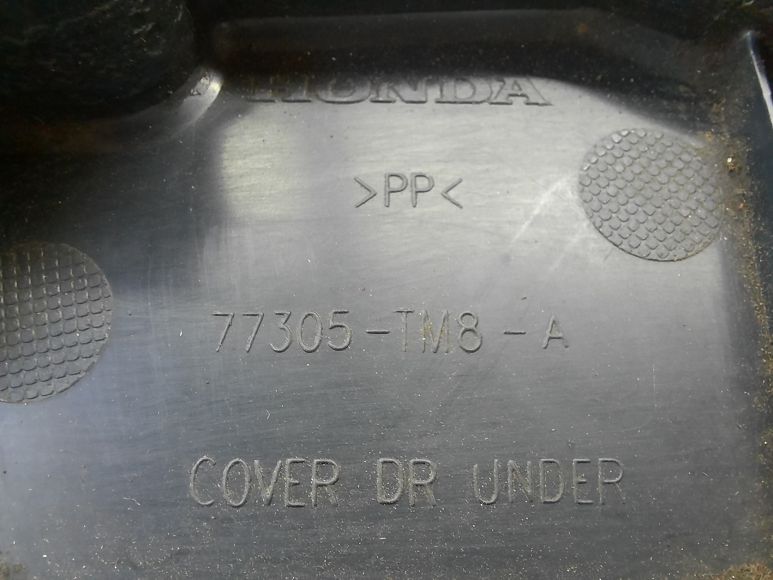 HONDA
>PP<
77305-TM8-A
COVER DR UNDER